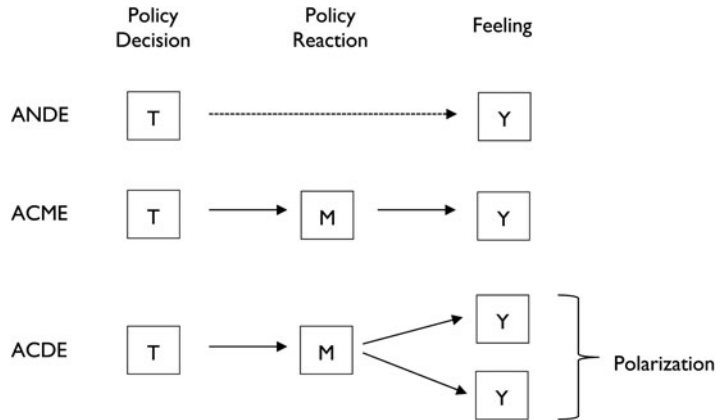 Policy Decision
Policy Reaction
Feeling
ANDE
T
Y
ACME
T
M
Y
ACDE
T
M
Y
Y
Polarization